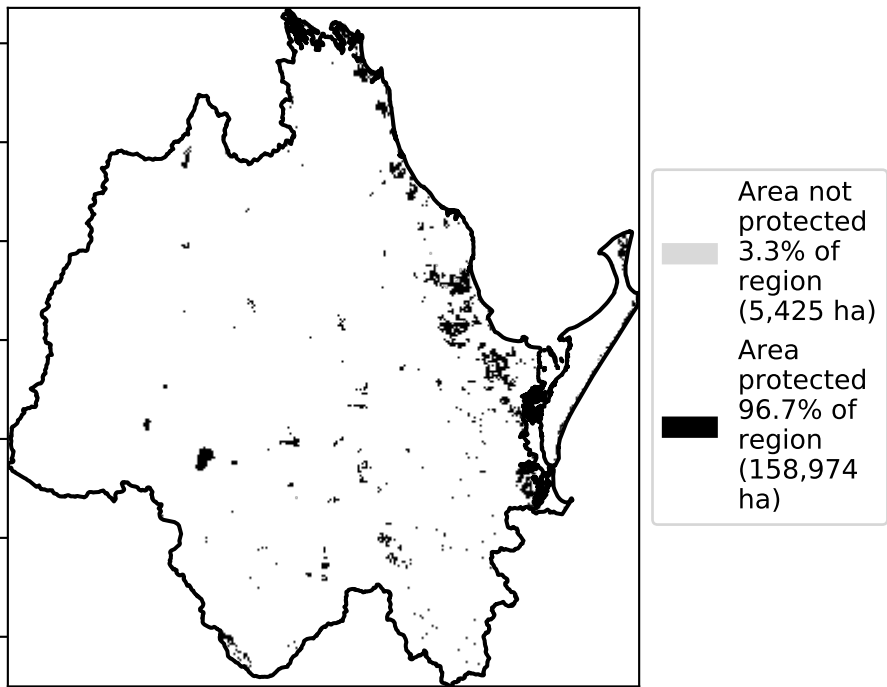 Area not
protected
3.3% of
region
(5,425 ha)
Area
protected
96.7% of
region
(158,974
ha)